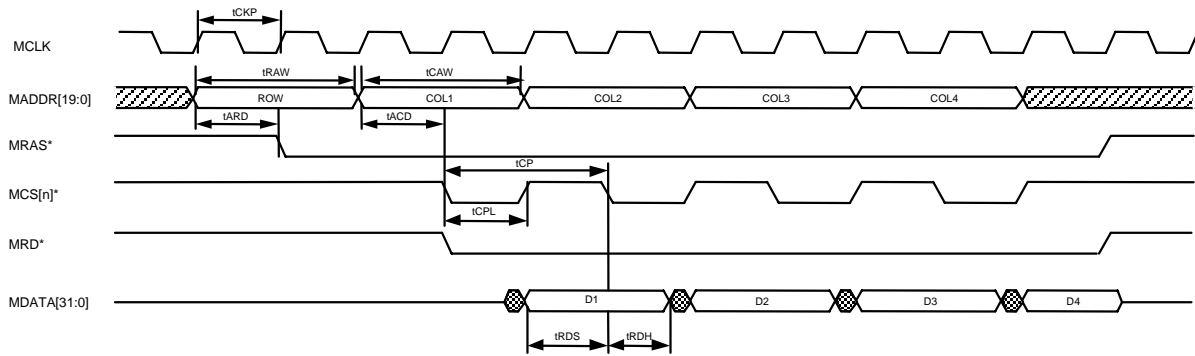 tCKP
MCLK
tRAW
tCAW
MADDR[19:0]
ROW
COL1
COL2
COL3
COL4
tARD
tACD
MRAS*
tCP
MCS[n]*
tCPL
MRD*
MDATA[31:0]
D1
D2
D3
D4
tRDS
tRDH